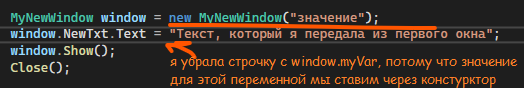 MyNewWindow window = new MyNewWindow("значение");
window.NewTxt.Text = "Текст, который я передала из первого окна";
window.Show();
Close();
я убрала строчку с window.myVar, потому что значение
для этой переменной мы ставим через констурктор